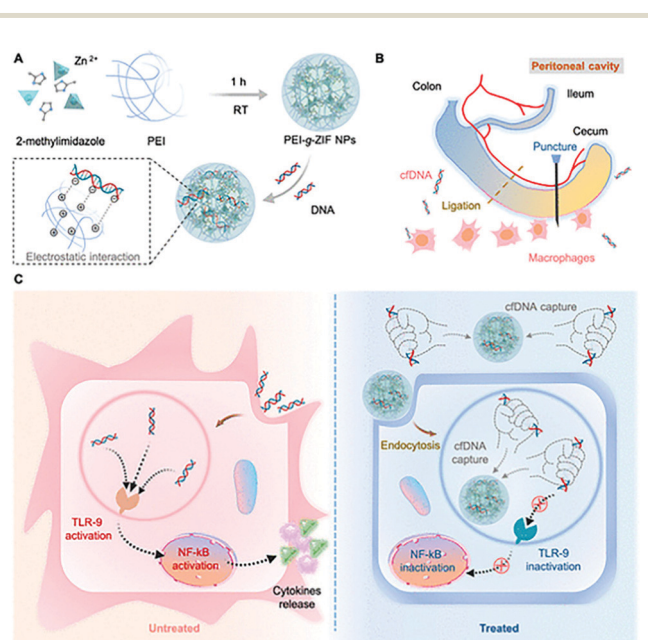 A
Zn 2+
1 h
RT
2-methylimidazole
PEI
PEI-g-ZIF NPs
DNA
Electrostatic interaction
B
Peritoneal cavity
Colon
Ileum
Cecum
Puncture
cfDNA
Ligation
Macrophages
C
TLR-9
activation
NF-kB
activation
Cytokines
release
Untreated
cfDNA capture
Endocytosis
cfDNA
capture
NF-kB
inactivation
TLR-9
inactivation
Treated